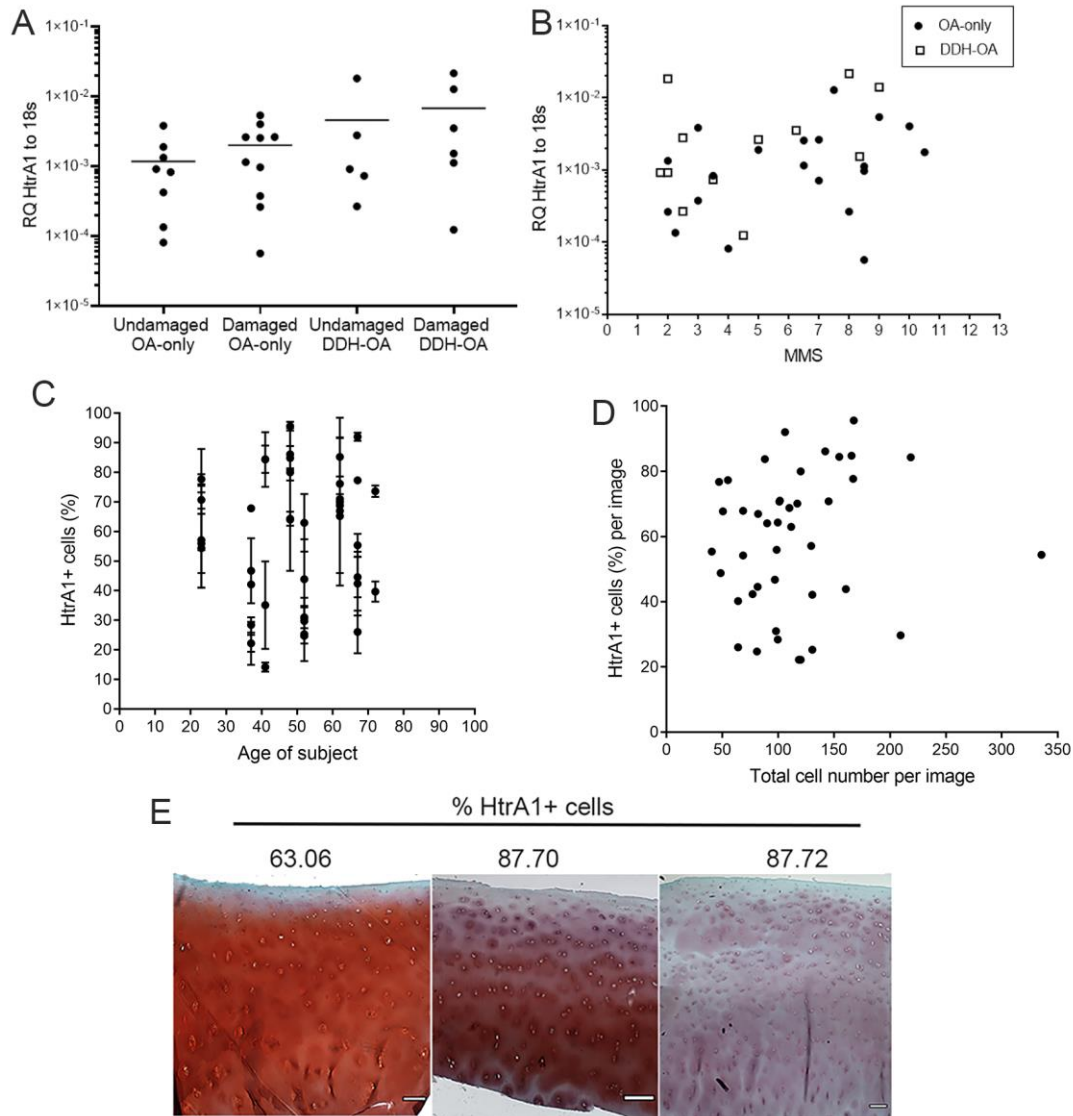 A
RQ HtrA1 to 18s
1×10-1
1×10-2
1×10-3
1×10-4
1×10-5
Undamaged
OA-only
Damaged
OA-only
Undamaged
DDH-OA
Damaged
DDH-OA
B
OA-only
DDH-OA
RQ HtrA1 to 18s
1×10-1
1×10-2
1×10-3
1×10-4
1×10-5
0 1 2 3 4 5 6 7 8 9 10 11 12 13
MMS
C
HtrA1+ cells (%)
100
90
80
70
60
50
40
30
20
10
0
0 10 20 30 40 50 60 70 80 90 100
Age of subject
D
HtrA1+ cells (%) per image
100
80
60
40
20
0
0 50 100 150 200 250 300 350
Total cell number per image
E
% HtrA1+ cells
63.06 87.70 87.72